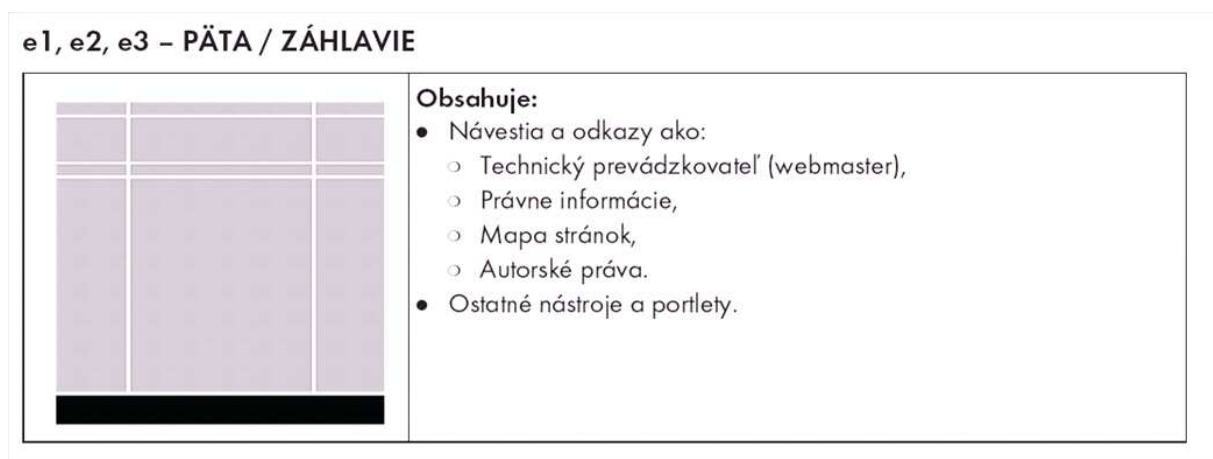 e1, e2, e3 – PÄTA / ZÁHLAVIE
Obsahuje:
● Návestia a odkazy ako:
❍ Technický prevádzkovateľ (webmaster),
❍ Právne informácie,
❍ Mapa stránok,
❍ Autorské práva.
● Ostatné nástroje a portlety.